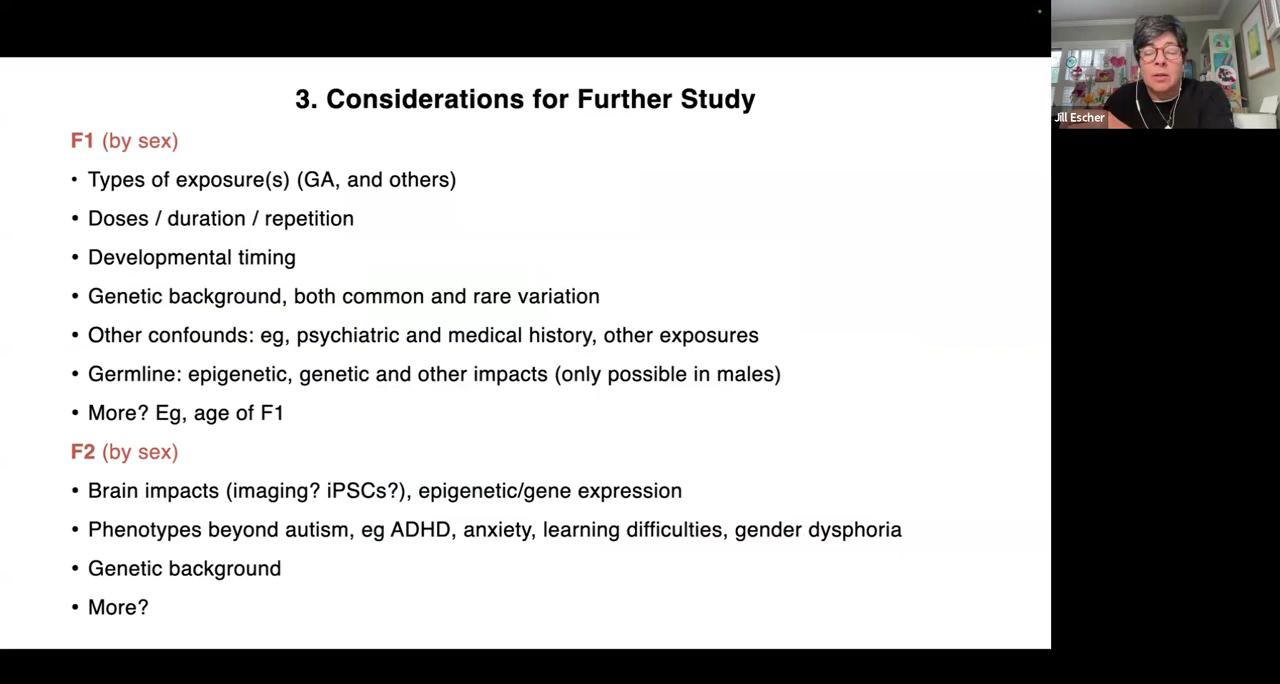 3. Considerations for Further Study
F1 (by sex)
• Types of exposure(s) (GA, and others)
• Doses / duration / repetition
• Developmental timing
• Genetic background, both common and rare variation
• Other confounds: eg, psychiatric and medical history, other exposures
• Germline: epigenetic, genetic and other impacts (only possible in males)
• More? Eg, age of F1
F2 (by sex)
• Brain impacts (imaging? iPSCs?), epigenetic/gene expression
• Phenotypes beyond autism, eg ADHD, anxiety, learning difficulties, gender dysphoria
• Genetic background
• More?
Jill Escher